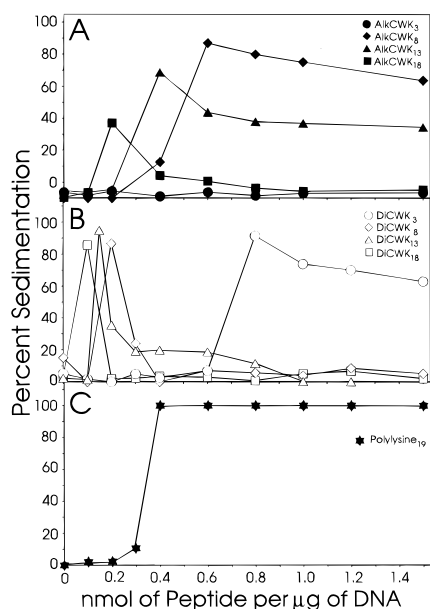 Percent Sedimentation
A
100
80
60
40
20
0
AlkCWK3
AlkCWK8
AlkCWK13
AlkCWK18
B
100
80
60
40
20
0
DiCWK3
DiCWK8
DiCWK13
DiCWK18
C
100
80
60
40
20
0
Polylysine19
0 0.2 0.4 0.6 0.8 1.0 1.2 1.4
nmol of Peptide per μg of DNA